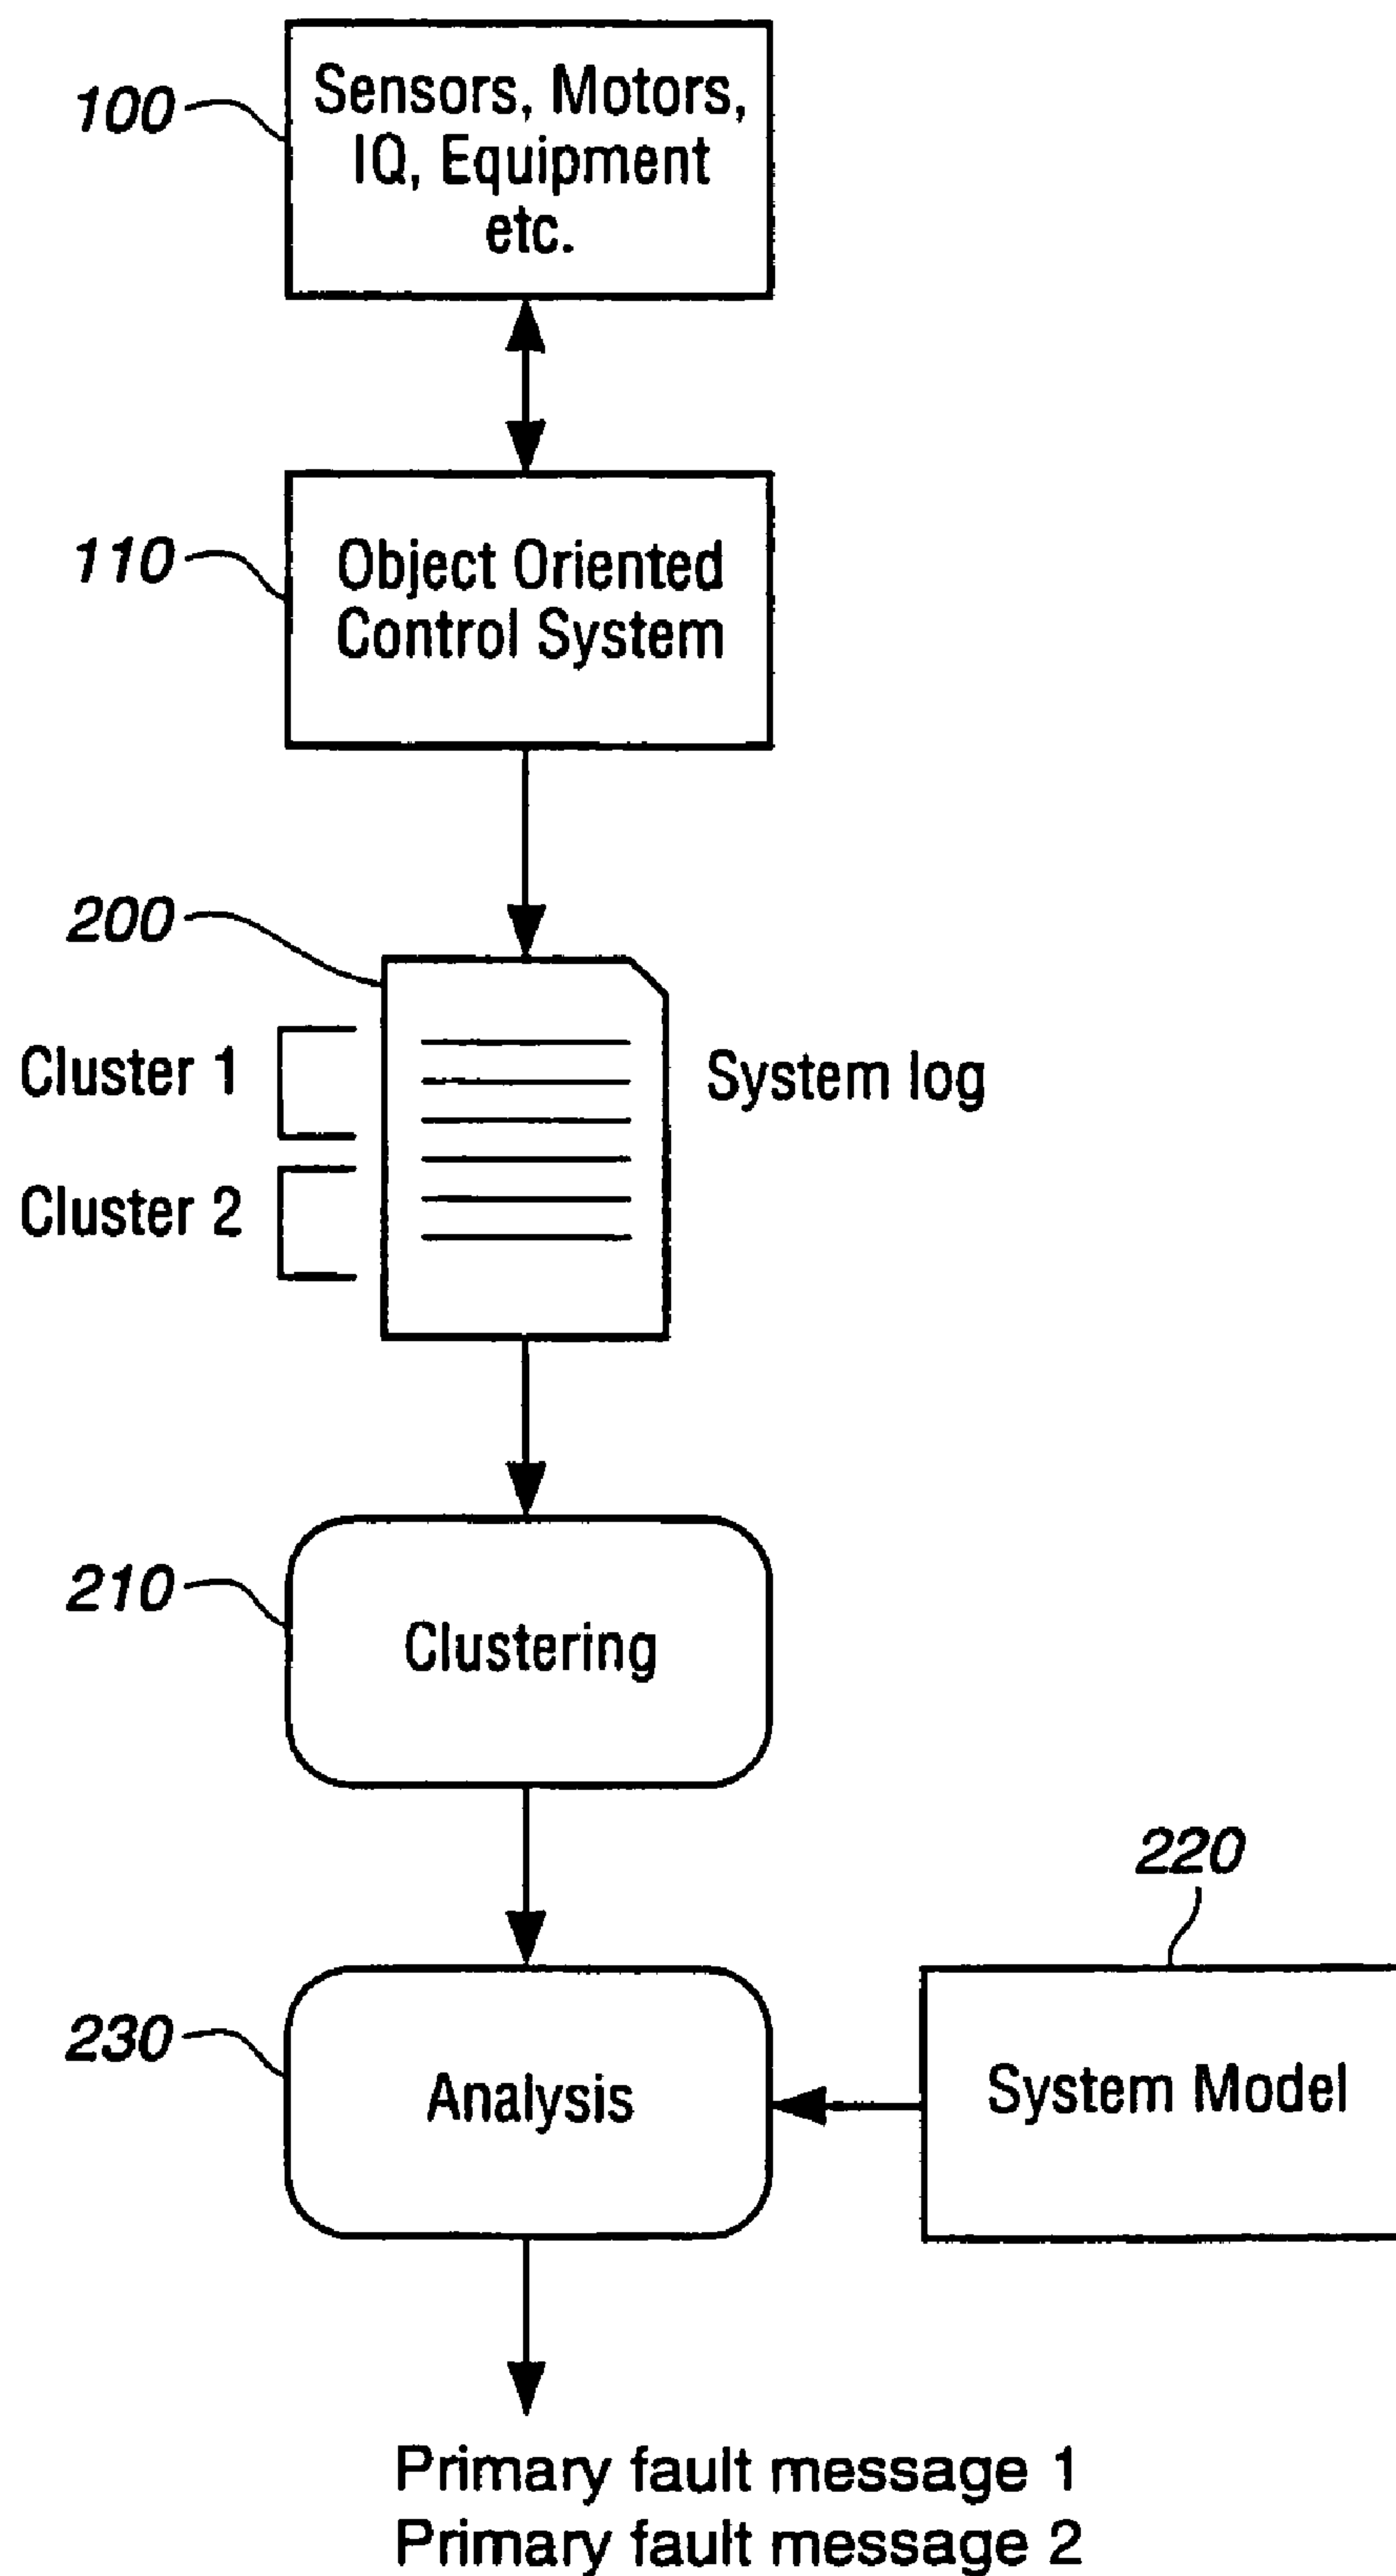 100
Sensors, Motors,
IQ, Equipment
etc.
110
Object Oriented
Control System
200
Cluster 1
System log
Cluster 2
210
Clustering
220
230
Analysis
System Model
Primary fault message 1
Primary fault message 2